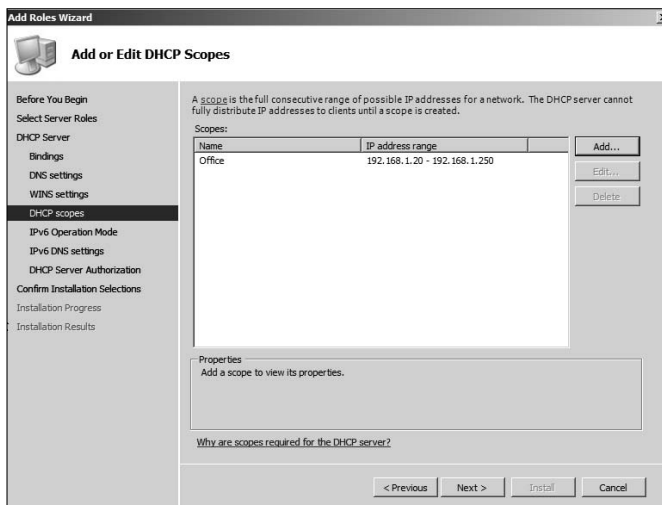 Add Roles Wizard
Add or Edit DHCP Scopes
Before You Begin
Select Server Roles
DHCP Server
Bindings
DNS settings
WINS settings
DHCP scopes
IPv6 Operation Mode
IPv6 DNS settings
DHCP Server Authorization
Confirm Installation Selections
Installation Progress
Installation Results
A scope is the full consecutive range of possible IP addresses for a network. The DHCP server cannot
fully distribute IP addresses to clients until a scope is created.
Scopes:
Name IP address range
Office 192.168.1.20 - 192.168.1.250
Add...
Edit...
Delete
Properties
Add a scope to view its properties.
Why are scopes required for the DHCP server?
< Previous Next > Install Cancel